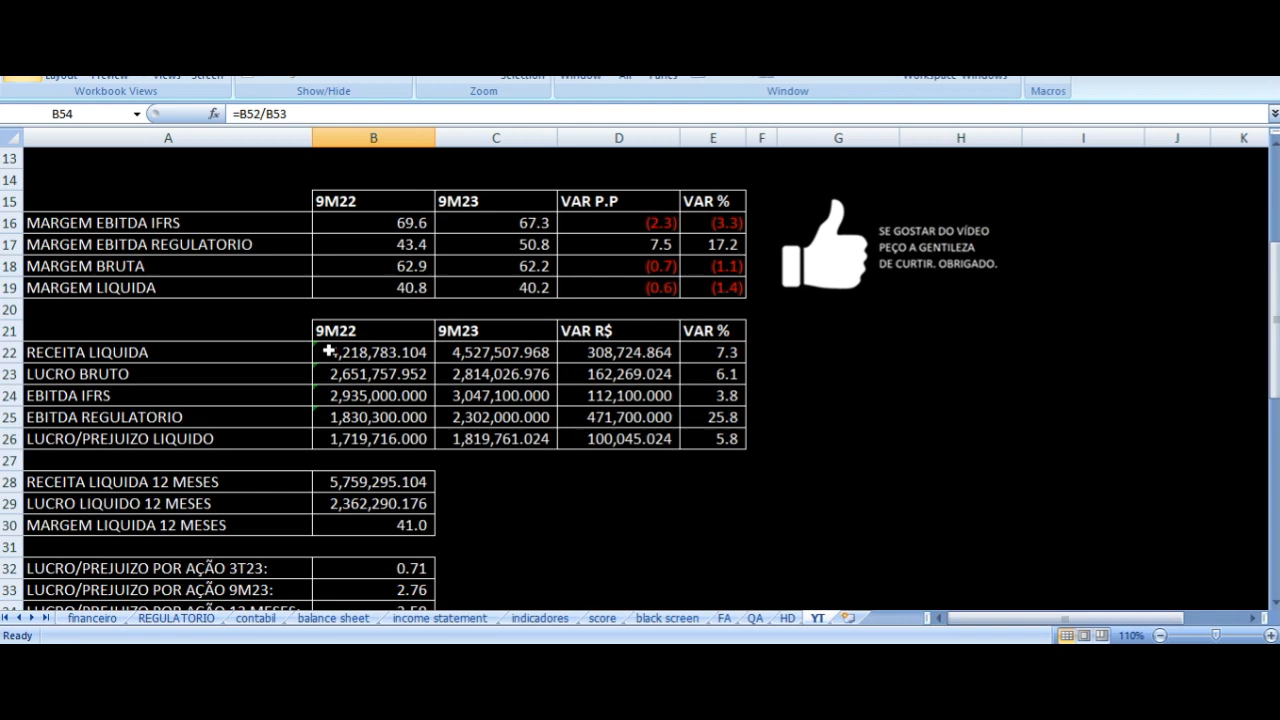 Workbook Views Show/Hide Zoom Window Macros
B54 fx =B52/B53
A B C D E F G H I J K
13
14
15 9M22 9M23 VAR P.P VAR %
16 MARGEM EBITDA IFRS 69.6 67.3 (2.3) (3.3)
17 MARGEM EBITDA REGULATORIO 43.4 50.8 7.5 17.2
18 MARGEM BRUTA 62.9 62.2 (0.7) (1.1)
19 MARGEM LIQUIDA 40.8 40.2 (0.6) (1.4)
SE GOSTAR DO VÍDEO
PEÇO A GENTILEZA
DE CURTIR. OBRIGADO.
20
21 9M22 9M23 VAR R$ VAR %
22 RECEITA LIQUIDA ,218,783.104 4,527,507.968 308,724.864 7.3
23 LUCRO BRUTO 2,651,757.952 2,814,026.976 162,269.024 6.1
24 EBITDA IFRS 2,935,000.000 3,047,100.000 112,100.000 3.8
25 EBITDA REGULATORIO 1,830,300.000 2,302,000.000 471,700.000 25.8
26 LUCRO/PREJUIZO LIQUIDO 1,719,716.000 1,819,761.024 100,045.024 5.8
27
28 RECEITA LIQUIDA 12 MESES 5,759,295.104
29 LUCRO LIQUIDO 12 MESES 2,362,290.176
30 MARGEM LIQUIDA 12 MESES 41.0
31
32 LUCRO/PREJUIZO POR AÇÃO 3T23: 0.71
33 LUCRO/PREJUIZO POR AÇÃO 9M23: 2.76
financeiro REGULATORIO contabil balance sheet income statement indicadores score black screen FA QA HD YT
Ready 110%